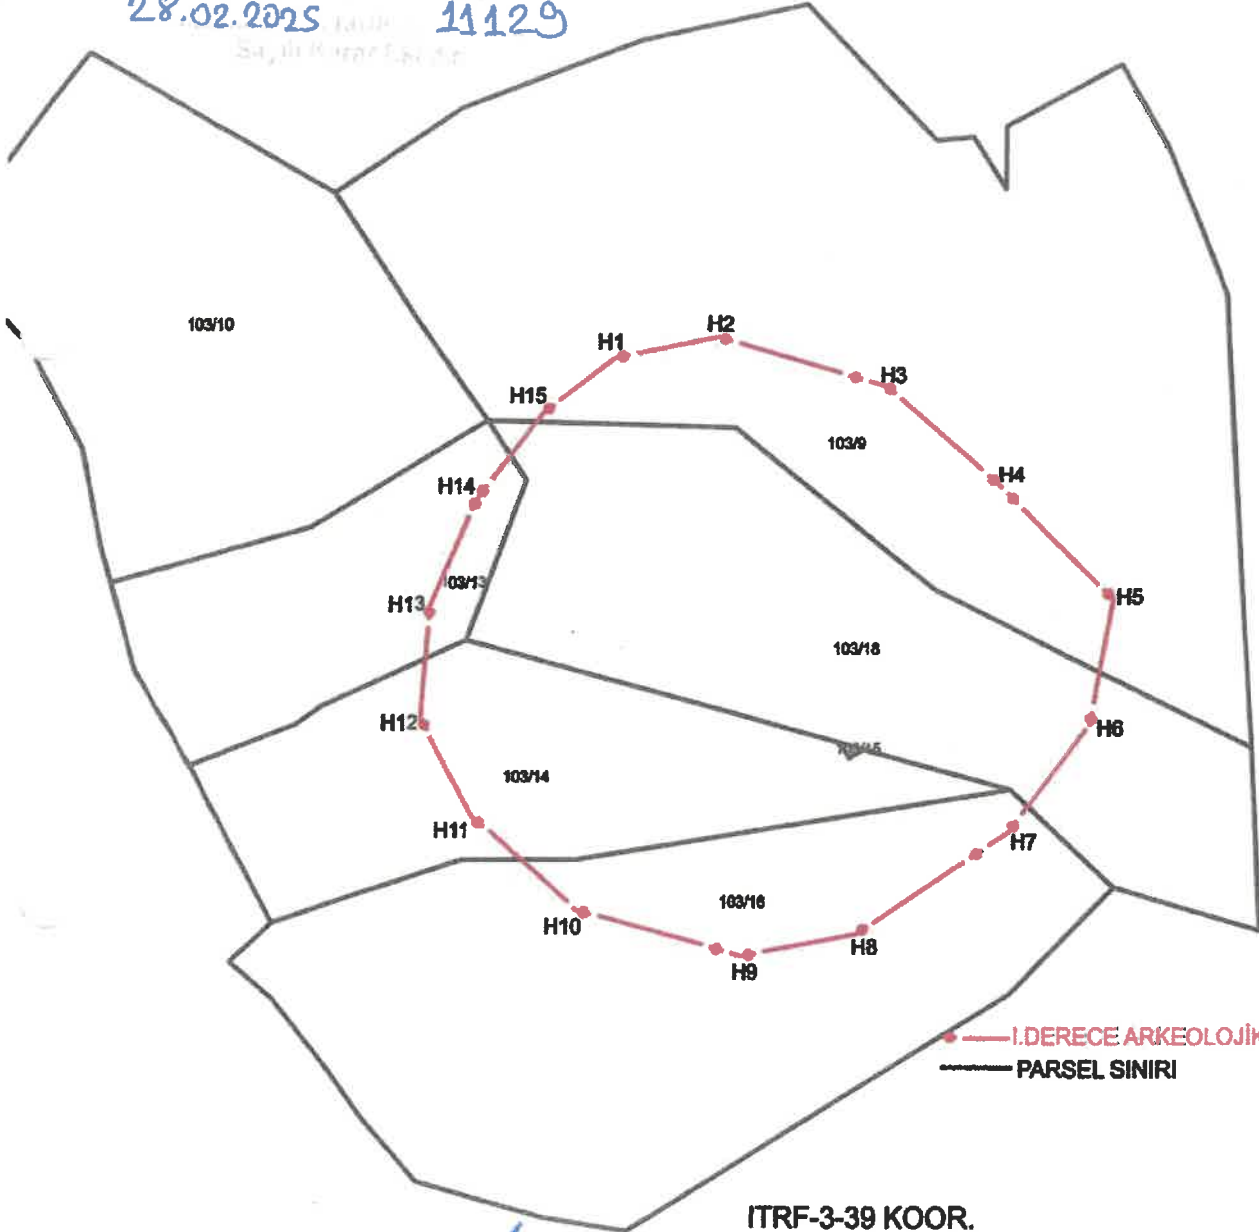 28.02.2025 11129
103/10
H1
H2
H3
H15
103/9
H14
H4
103/13
H13
H5
103/18
H12
H6
103/15
103/14
H11
H7
103/16
H10
H8
H9
I.DERECE ARKEOLOJİK
PARSEL SINIRI
ITRF-3-39 KOOR.